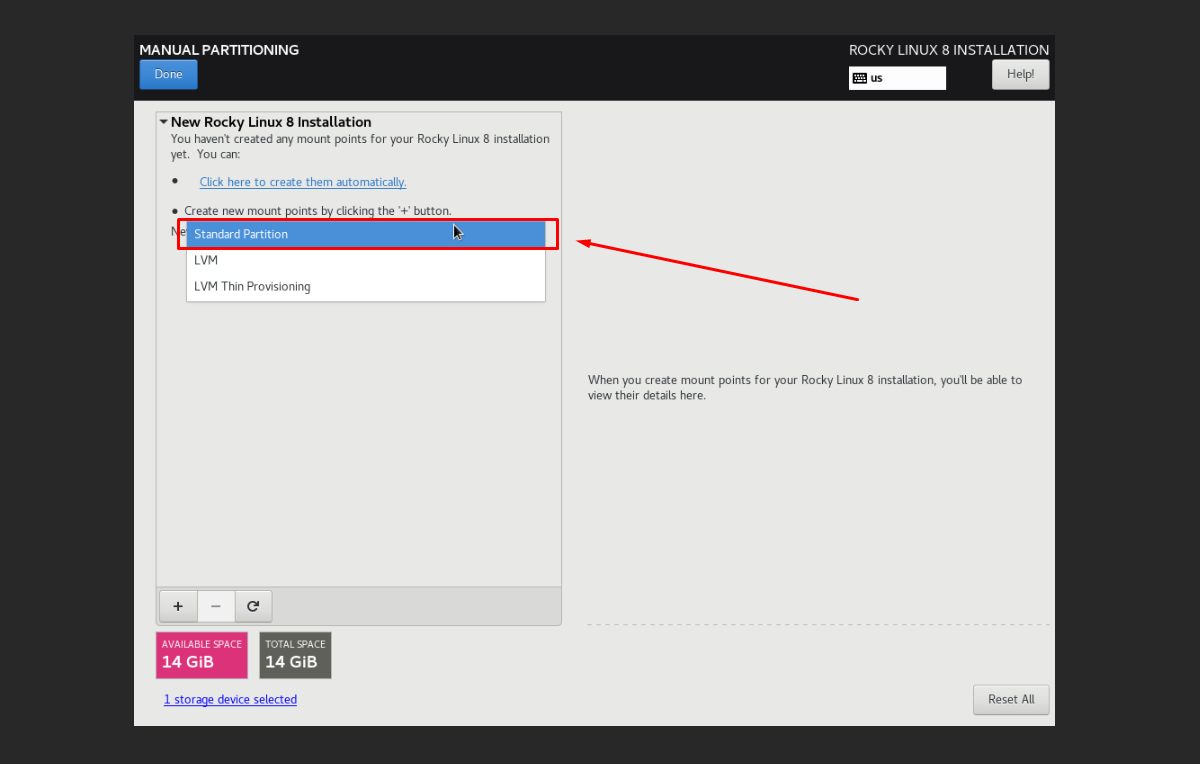 MANUAL PARTITIONING
ROCKY LINUX 8 INSTALLATION
Done
us
Help!
New Rocky Linux 8 Installation
You haven't created any mount points for your Rocky Linux 8 installation
yet. You can:
• Click here to create them automatically.
• Create new mount points by clicking the '+' button.
Standard Partition
LVM
LVM Thin Provisioning
When you create mount points for your Rocky Linux 8 installation, you'll be able to
view their details here.
+ −
AVAILABLE SPACE
14 GiB
TOTAL SPACE
14 GiB
1 storage device selected
Reset All